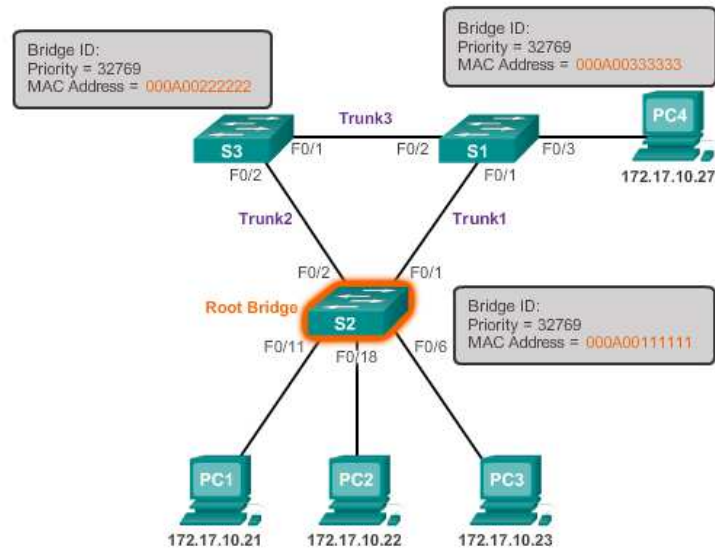 Bridge ID:
Priority = 32769
MAC Address = 000A00222222
Bridge ID:
Priority = 32769
MAC Address = 000A00333333
Trunk3
PC4
S3
F0/1
F0/2
S1
F0/3
172.17.10.27
F0/2
F0/1
Trunk2
Trunk1
F0/2
F0/1
Root Bridge
S2
Bridge ID:
Priority = 32769
MAC Address = 000A00111111
F0/11
F0/18
F0/6
PC1
PC2
PC3
172.17.10.21
172.17.10.22
172.17.10.23